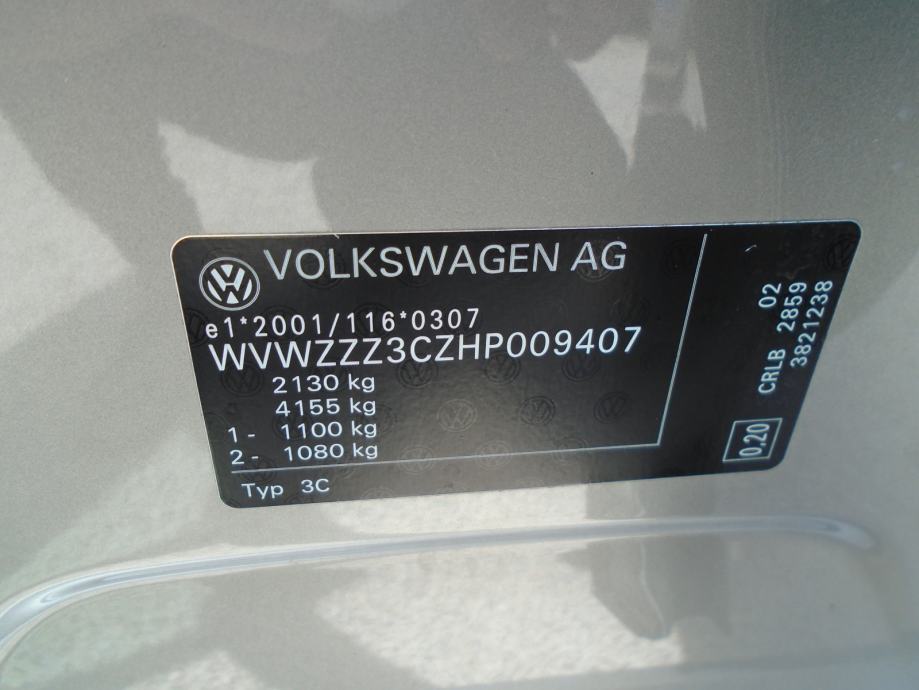 VOLKSWAGEN AG
e1*2001/116*0307
WVWZZZ3CZHP009407
2130 kg
4155 kg
1- 1100 kg
2- 1080 kg
Typ 3C
02
CRLB 2859
3821238
0,20